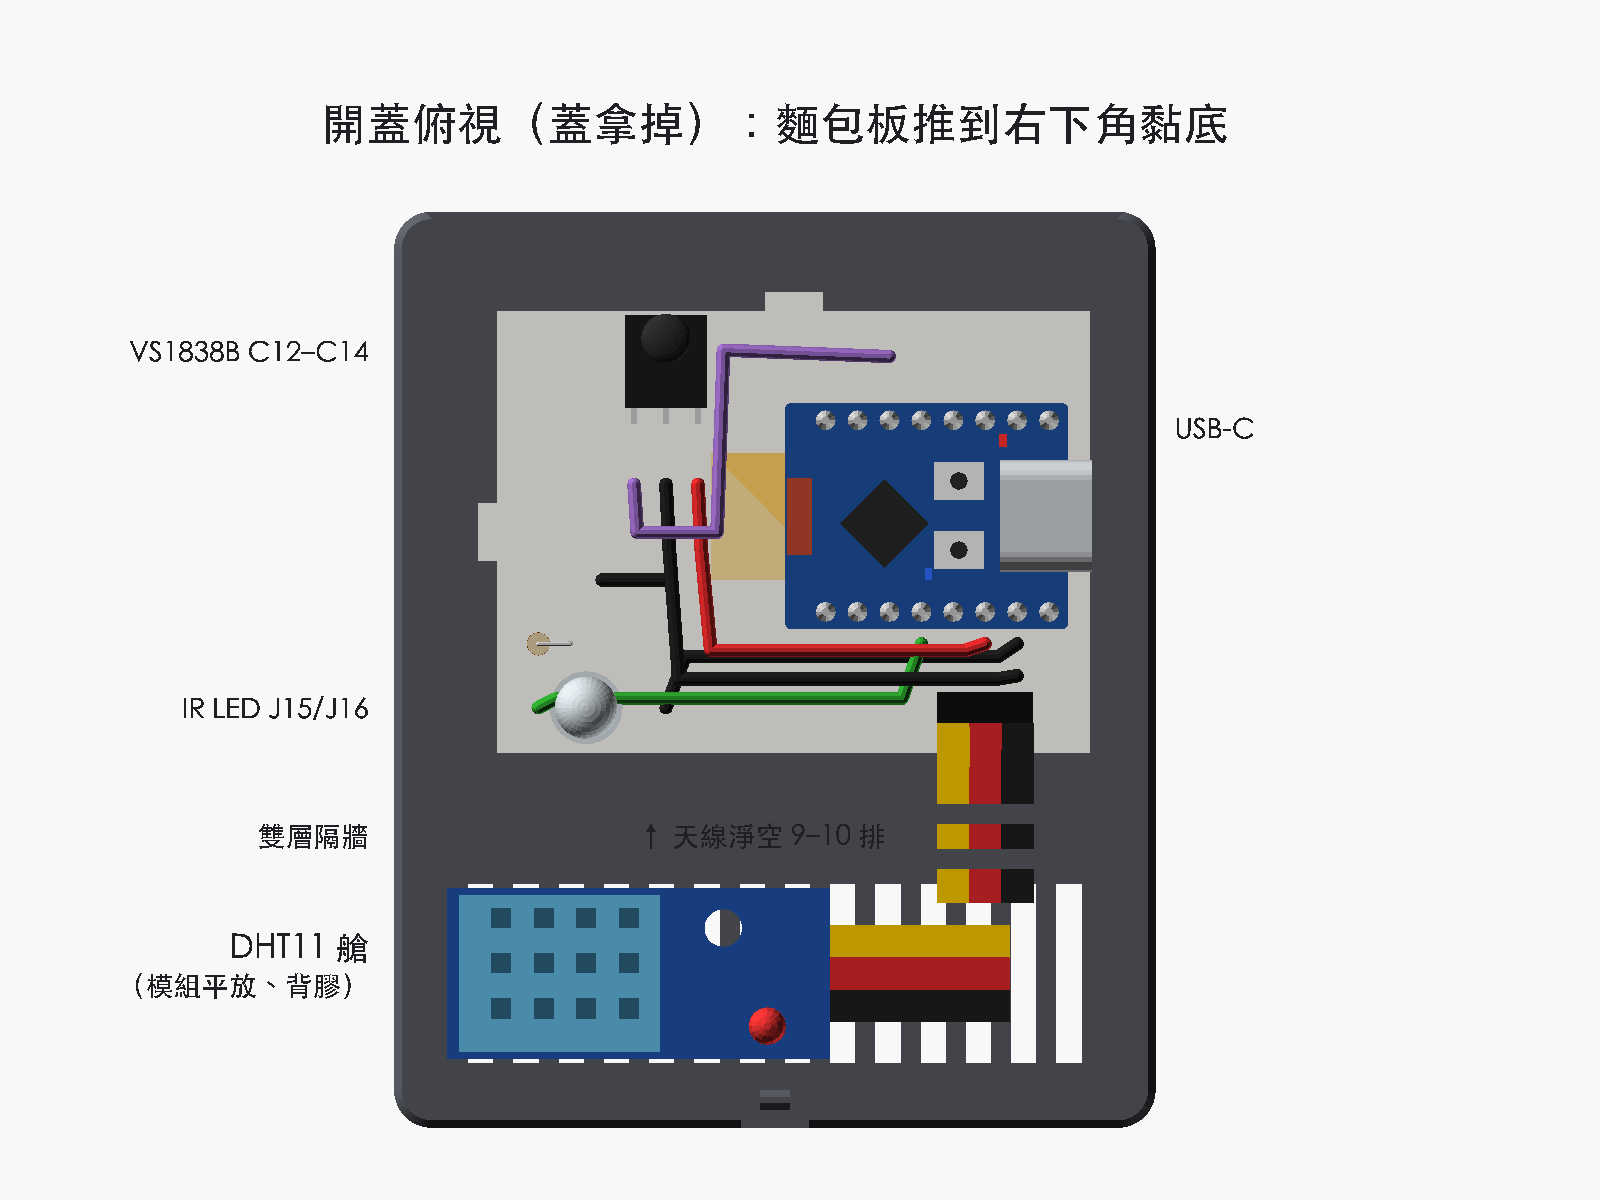 開蓋俯視（蓋拿掉）：麵包板推到右下角黏底
VS1838B C12–C14
USB-C
IR LED J15/J16
雙層隔牆
↑ 天線淨空 9–10 排
DHT11 艙
（模組平放、背膠）